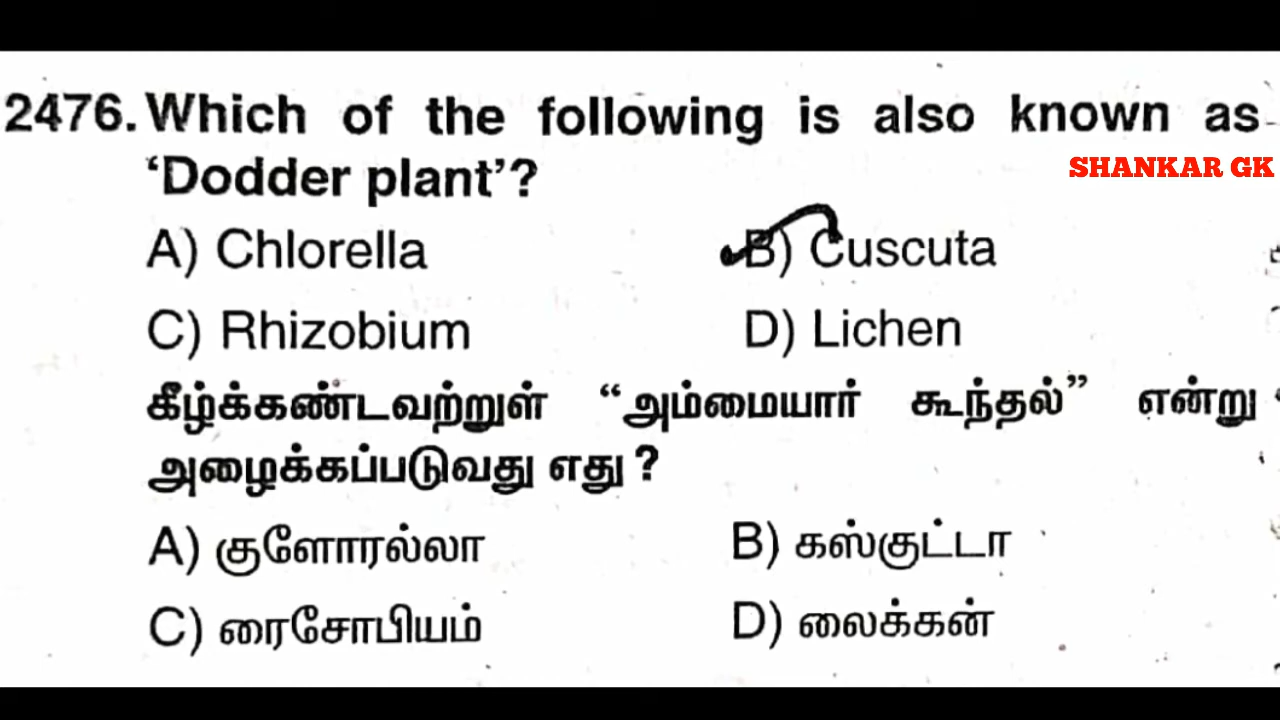 2476. Which of the following is also known as
‘Dodder plant’?
SHANKAR GK
A) Chlorella B) Cuscuta
C) Rhizobium D) Lichen
கீழ்க்கண்டவற்றுள் “அம்மையார் கூந்தல்” என்று
அழைக்கப்படுவது எது ?
A) குளோரல்லா B) கஸ்குட்டா
C) ரைசோபியம் D) லைக்கன்